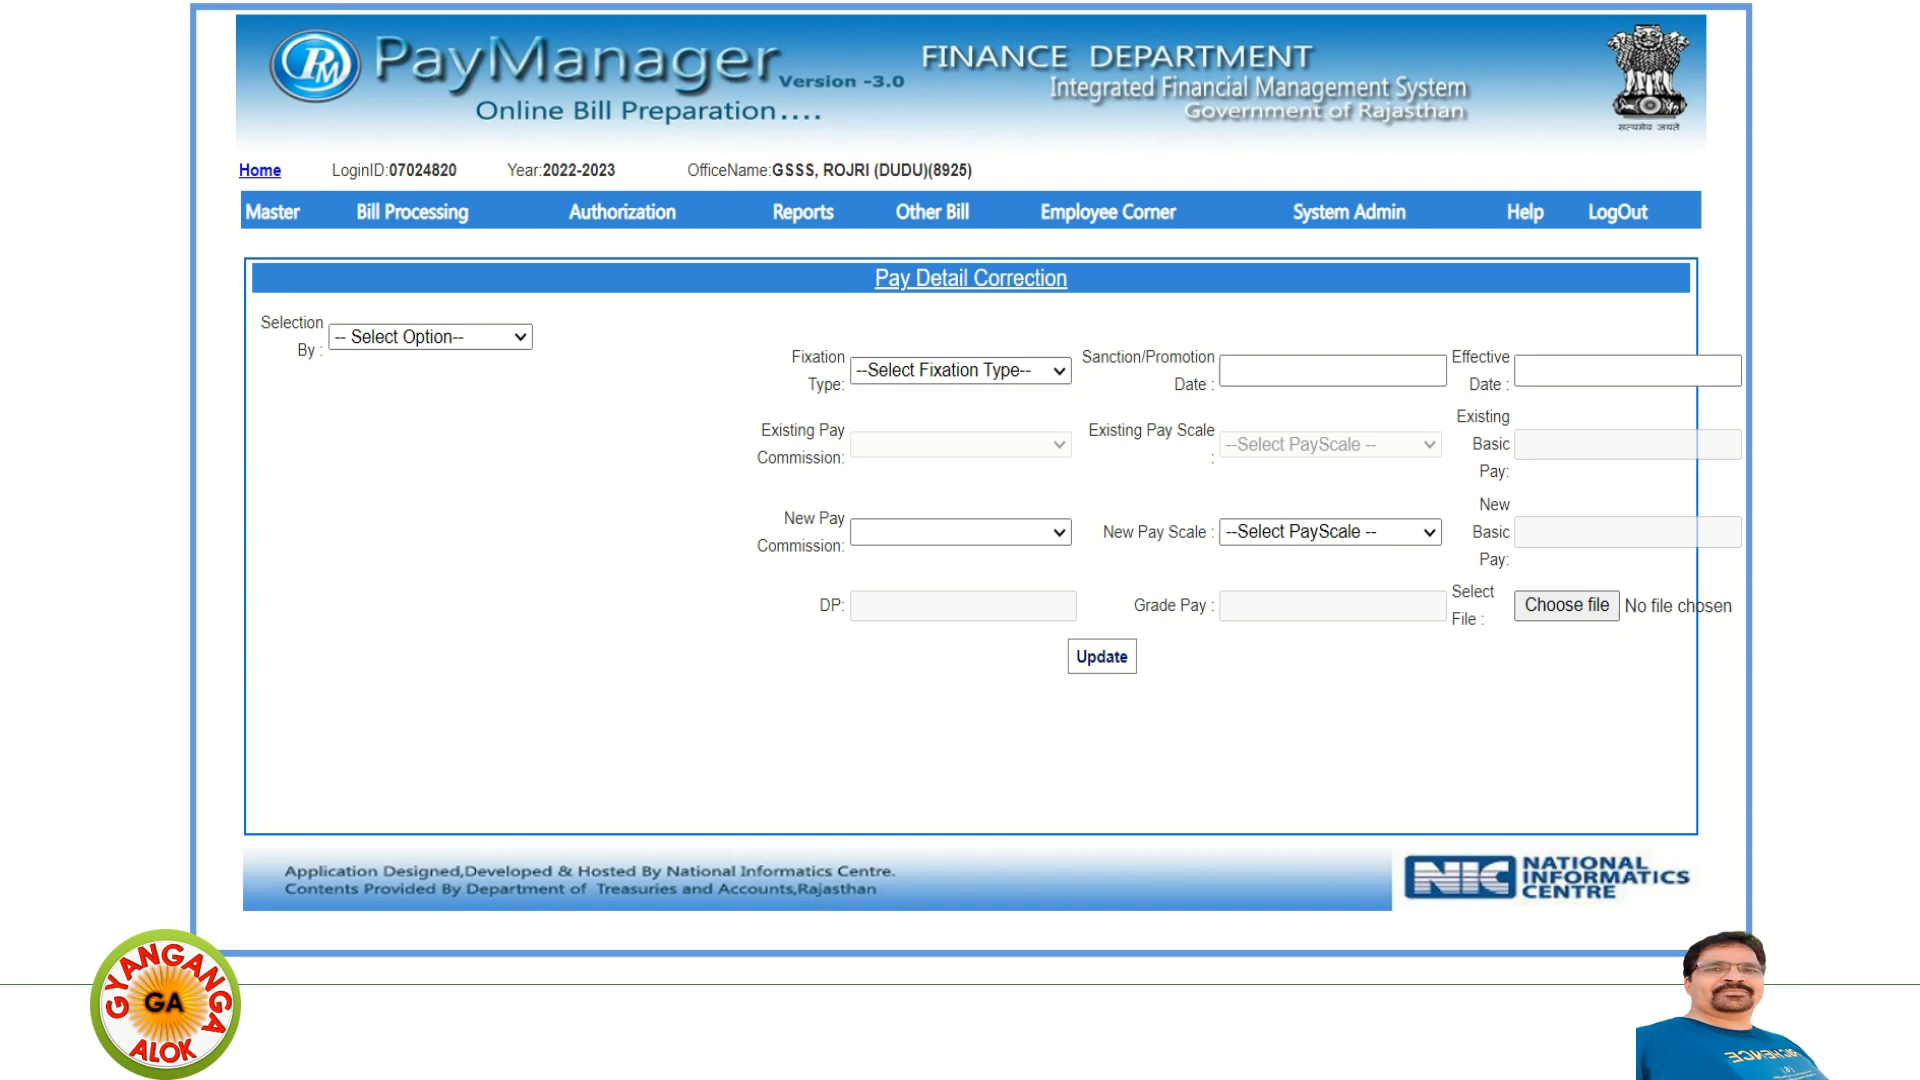 PM PayManager Version -3.0
Online Bill Preparation....
FINANCE DEPARTMENT
Integrated Financial Management System
Government of Rajasthan
सत्यमेव जयते
Home LoginID:07024820 Year:2022-2023 OfficeName:GSSS, ROJRI (DUDU)(8925)
Master Bill Processing Authorization Reports Other Bill Employee Corner System Admin Help LogOut
Pay Detail Correction
Selection By : -- Select Option--
Fixation Type: --Select Fixation Type-- Sanction/Promotion Date : Effective Date :
Existing Pay Commission: Existing Pay Scale : --Select PayScale -- Existing Basic Pay:
New Pay Commission: New Pay Scale : --Select PayScale -- New Basic Pay:
DP: Grade Pay : Select File : Choose file No file chosen
Update
Application Designed,Developed & Hosted By National Informatics Centre.
Contents Provided By Department of Treasuries and Accounts,Rajasthan
NIC NATIONAL INFORMATICS CENTRE
GYANGANGA
GA
ALOK